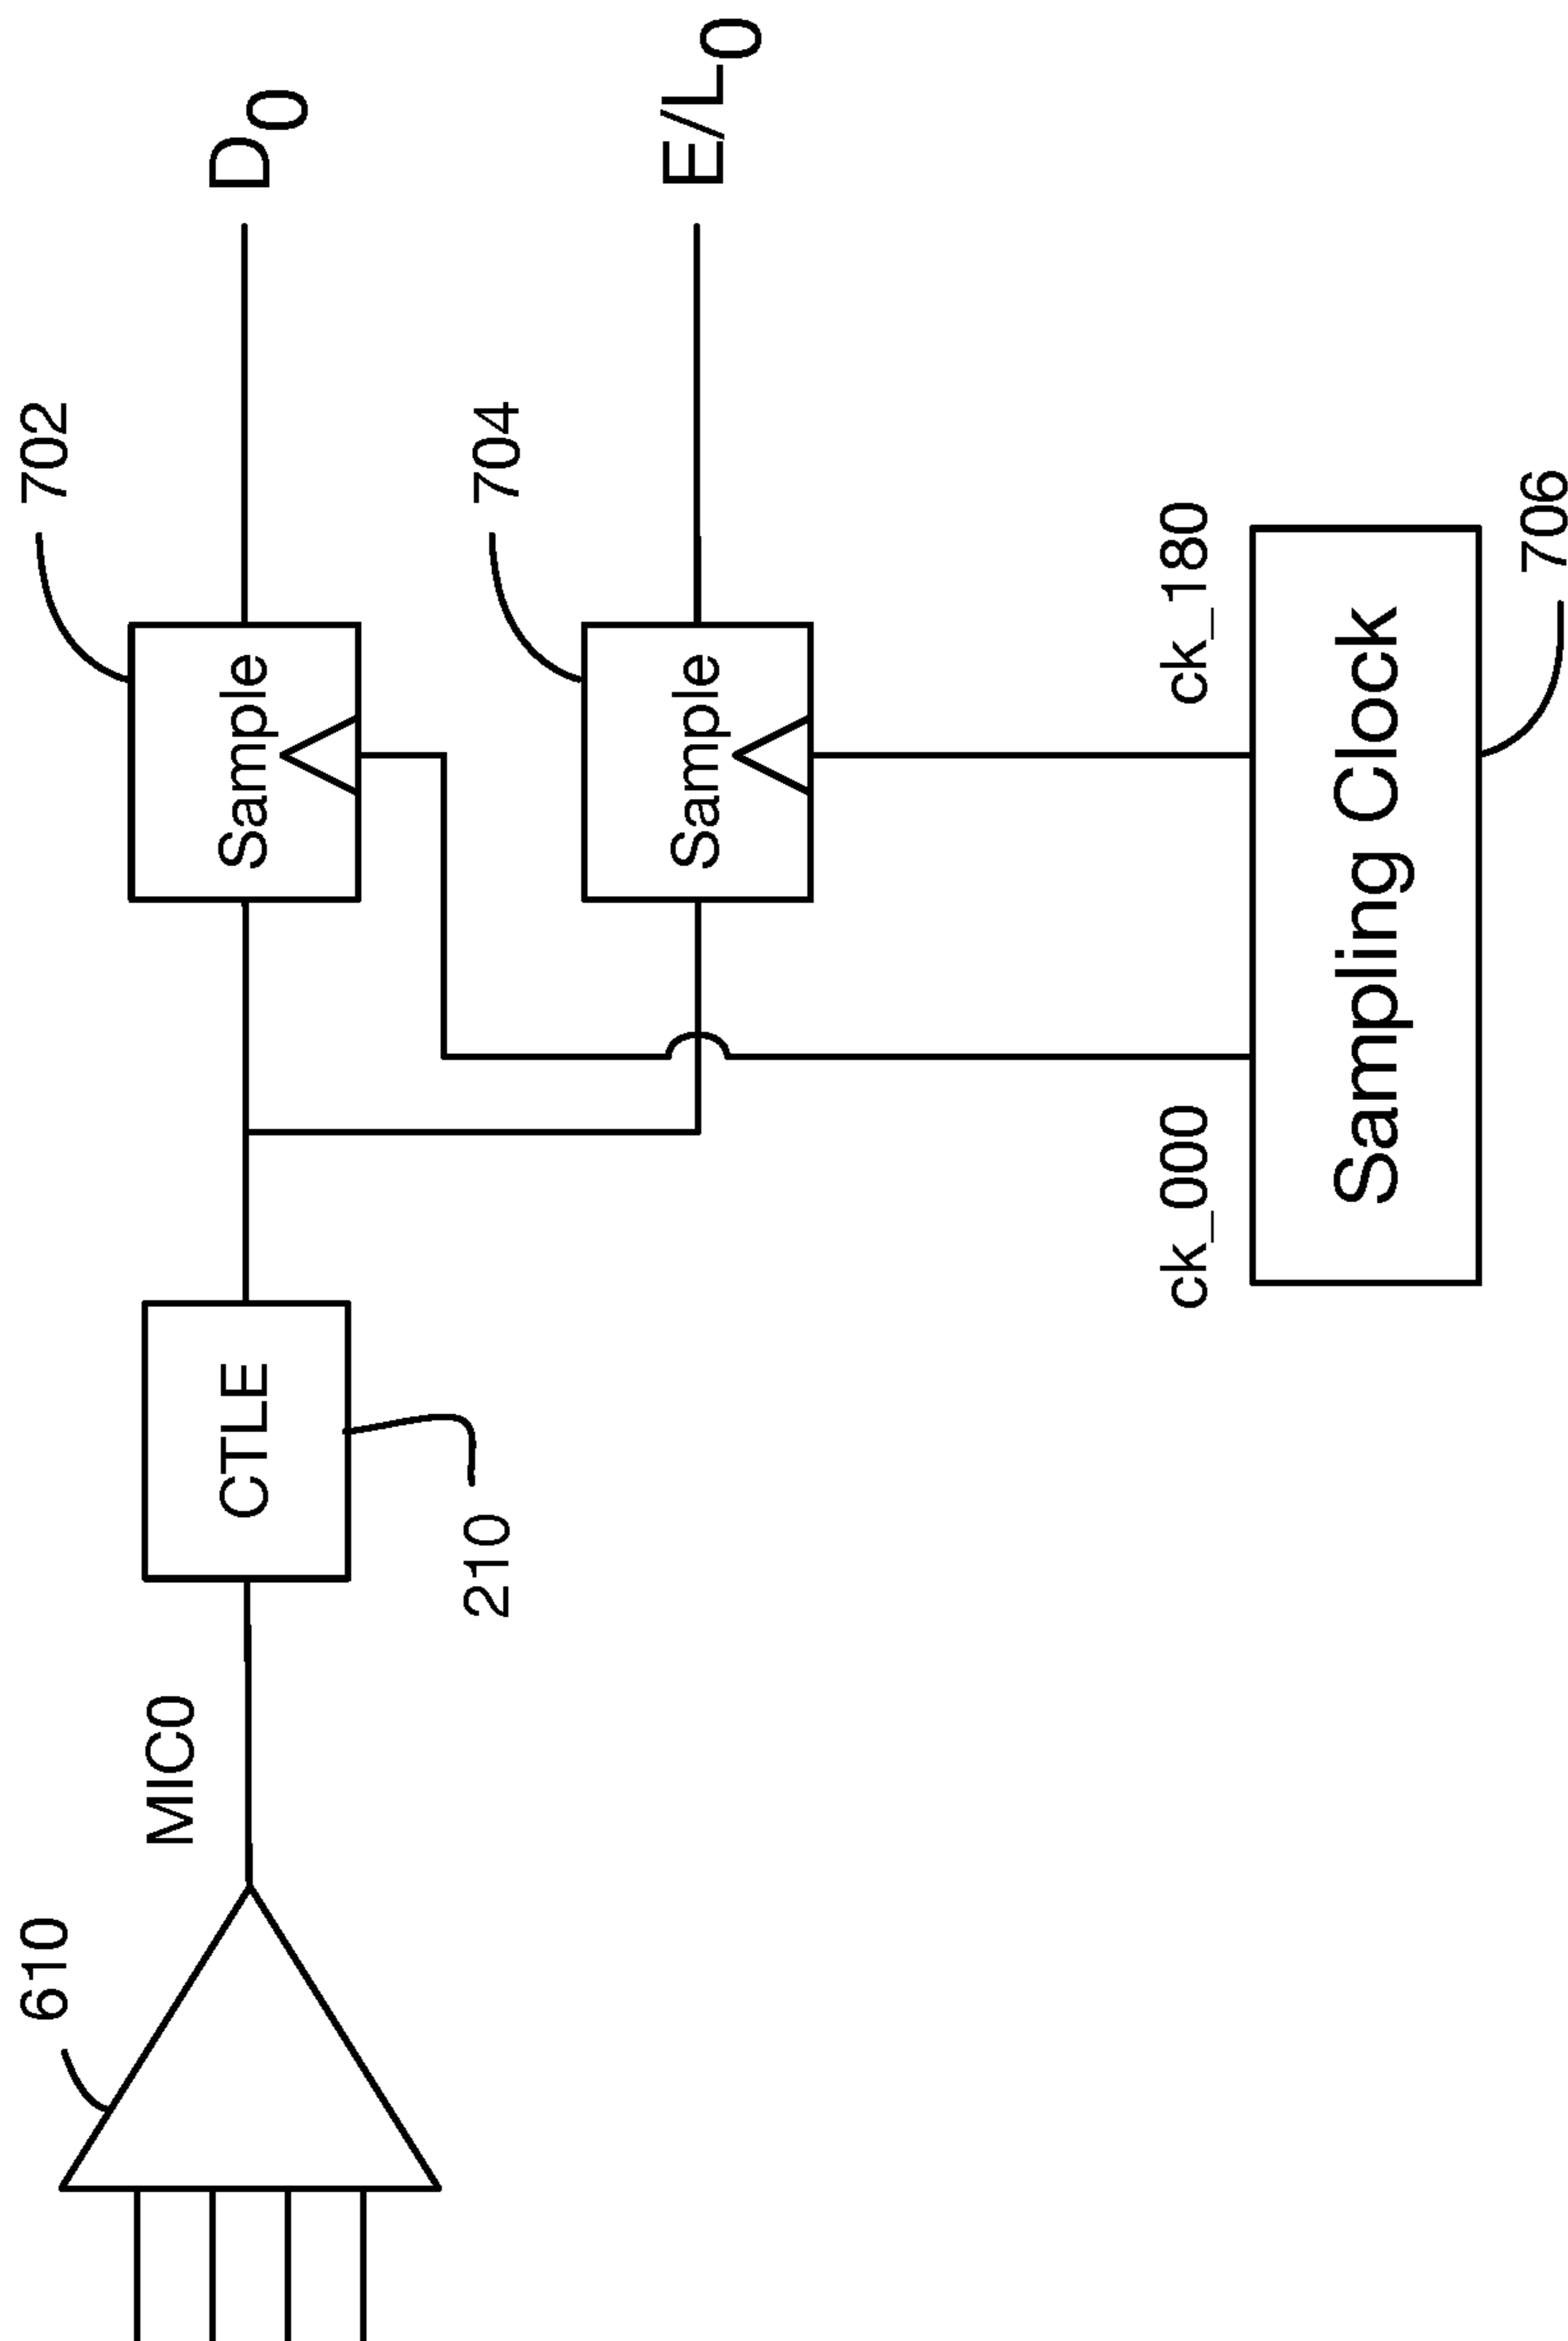 610
MIC0
CTLE
210
702
Sample
D0
704
Sample
E/L0
ck_000
ck_180
Sampling Clock
706